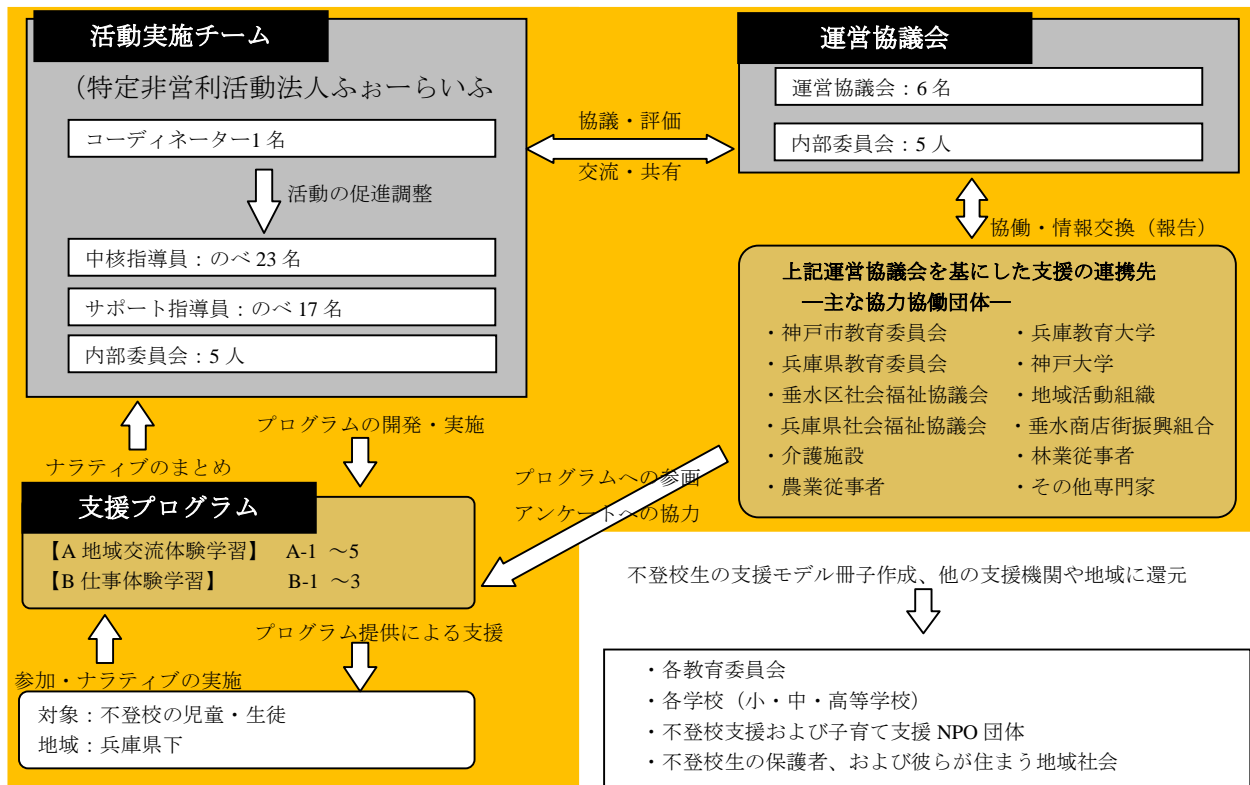 活動実施チーム
（特定非営利活動法人ふぉーらいふ
コーディネーター1 名
活動の促進調整
中核指導員：のべ 23 名
サポート指導員：のべ 17 名
内部委員会：5 人
協議・評価
交流・共有
運営協議会
運営協議会：6 名
内部委員会：5 人
協働・情報交換（報告）
上記運営協議会を基にした支援の連携先
―主な協力協働団体―
・神戸市教育委員会
・兵庫県教育委員会
・垂水区社会福祉協議会
・兵庫県社会福祉協議会
・介護施設
・農業従事者
・兵庫教育大学
・神戸大学
・地域活動組織
・垂水商店街振興組合
・林業従事者
・その他専門家
ナラティブのまとめ
プログラムの開発・実施
プログラムへの参画
アンケートへの協力
支援プログラム
【A 地域交流体験学習】 A-1 ～5
【B 仕事体験学習】 B-1 ～3
参加・ナラティブの実施
プログラム提供による支援
対象：不登校の児童・生徒
地域：兵庫県下
不登校生の支援モデル冊子作成、他の支援機関や地域に還元
・各教育委員会
・各学校（小・中・高等学校）
・不登校支援および子育て支援 NPO 団体
・不登校生の保護者、および彼らが住まう地域社会